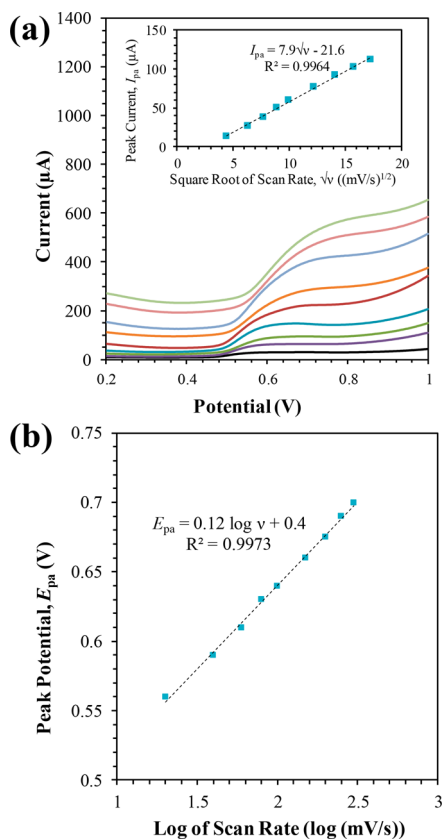 (a)
1400
1200
1000
800
600
400
200
0
Current (µA)
0.2
0.4
0.6
0.8
1
Potential (V)
150
100
50
0
Peak Current, Ipa (µA)
Ipa = 7.9√ν - 21.6
R² = 0.9964
0
5
10
15
20
Square Root of Scan Rate, √ν ((mV/s)1/2)
(b)
0.75
0.7
0.65
0.6
0.55
0.5
Peak Potential, Epa (V)
Epa = 0.12 log ν + 0.4
R² = 0.9973
1
1.5
2
2.5
3
Log of Scan Rate (log (mV/s))